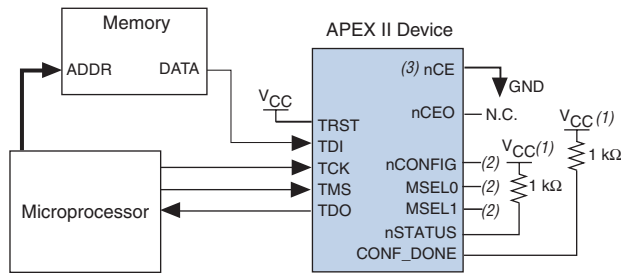 Memory
ADDR DATA
APEX II Device
(3) nCE
GND
nCEO N.C.
VCC
TRST
TDI
TCK
TMS
TDO
Microprocessor
nCONFIG (2)
MSEL0 (2)
MSEL1 (2)
nSTATUS
CONF_DONE
VCC(1)
1 kΩ
VCC (1)
1 kΩ